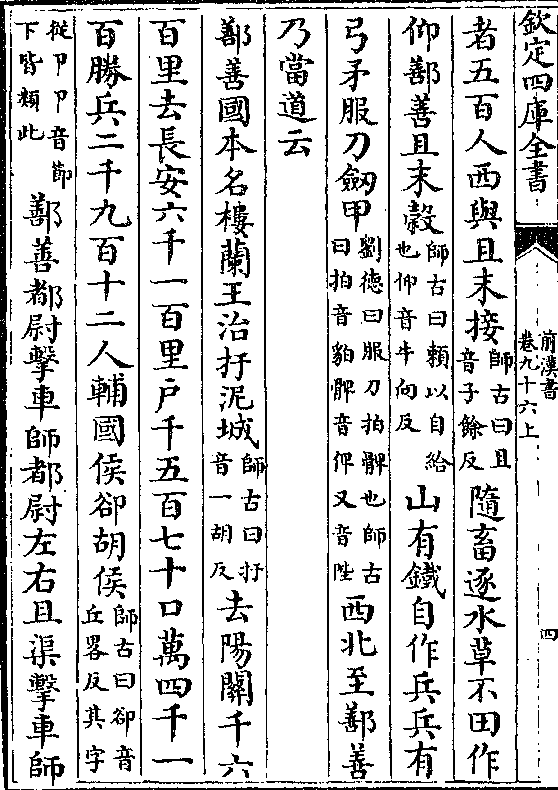 欽定四庫全書
前漢書
卷九十六上
四
者五百人西與且末接師古曰且音子餘反隨畜逐水草不田作
仰鄯善且末穀師古曰賴以自給也仰音牛向反山有鐵自作兵兵有
弓矛服刀劒甲劉德曰服刀拍髀也師古曰拍音貊髀音俾又音陛西北至鄯善
乃當道云
鄯善國本名樓蘭王治扜泥城師古曰扜音一胡反去陽關千六
百里去長安六千一百里戶千五百七十口萬四千一
百勝兵二千九百十二人輔國侯卻胡侯師古曰卻音丘畧反其字
從卩卩音節下皆類此鄯善都尉擊車師都尉左右且渠擊車師